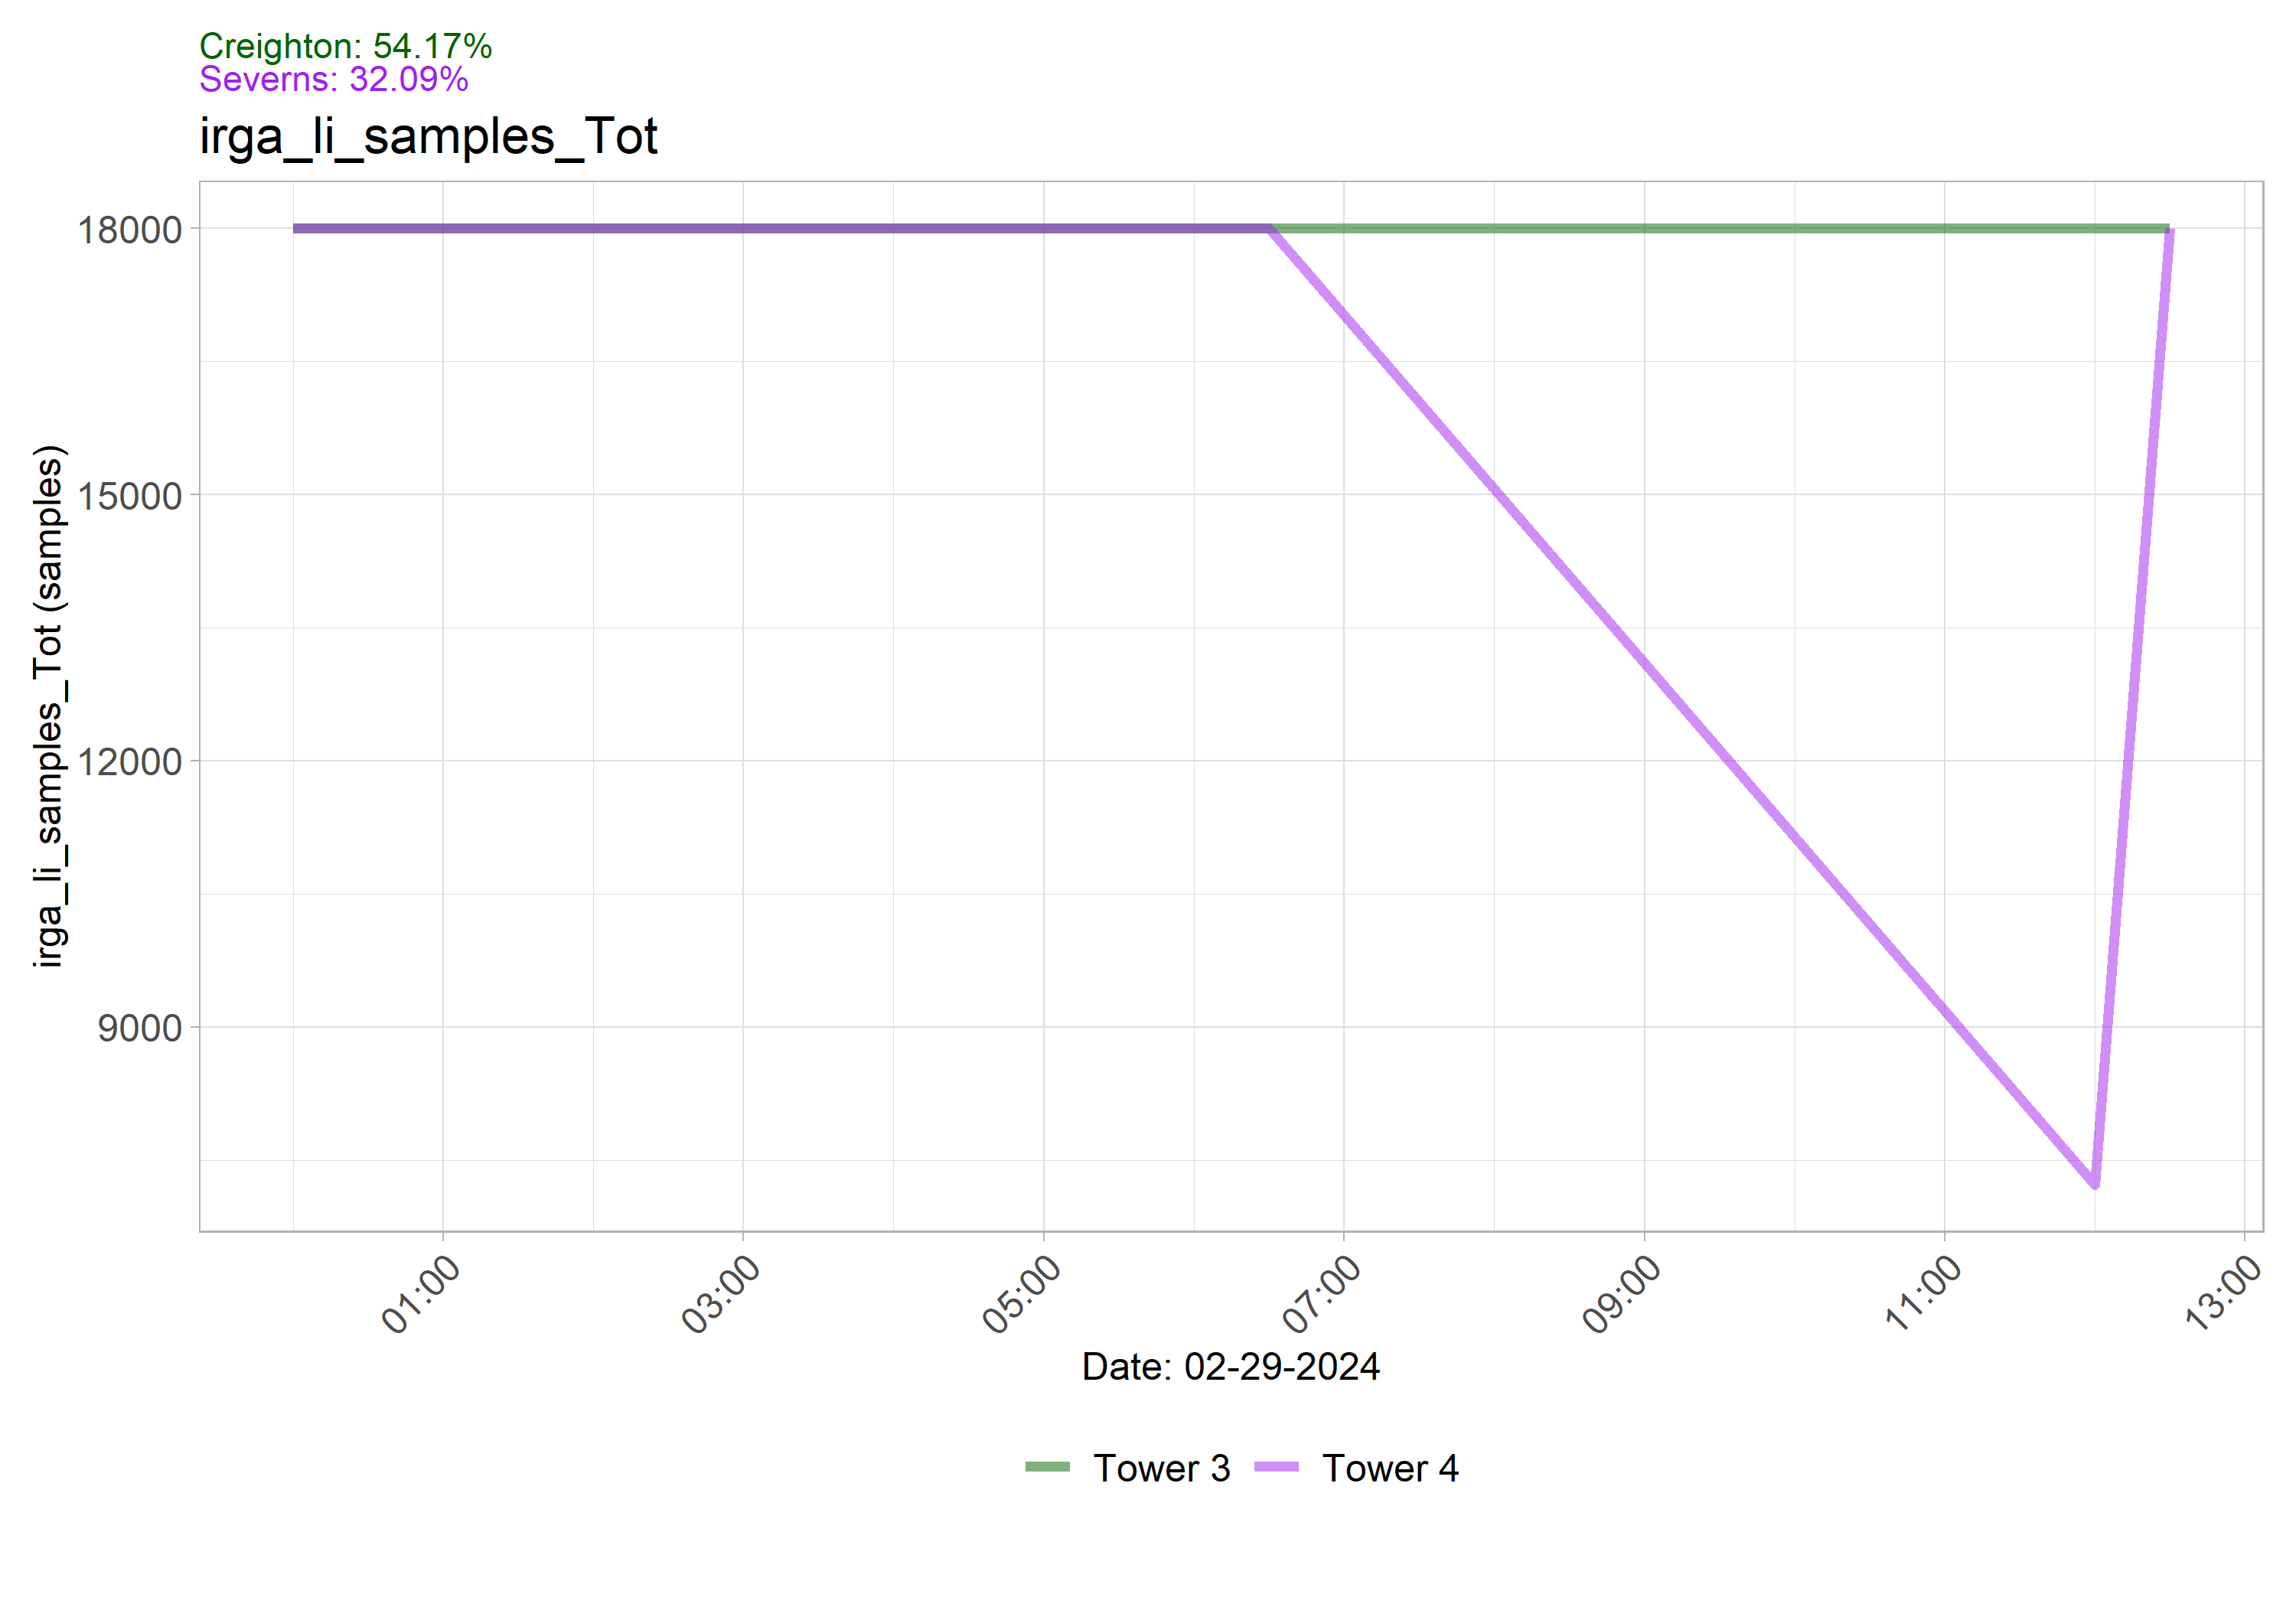 Creighton: 54.17%
Severns: 32.09%
irga_li_samples_Tot
irga_li_samples_Tot (samples)
18000
15000
12000
9000
01:00 03:00 05:00 07:00 09:00 11:00 13:00
Date: 02-29-2024
Tower 3 Tower 4